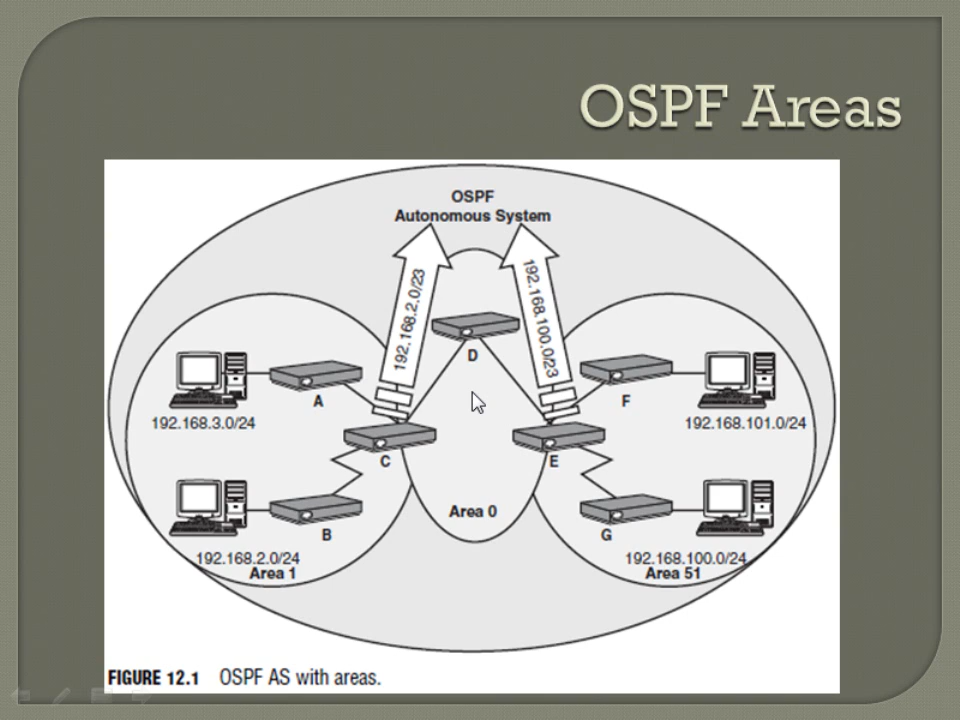 OSPF Areas
OSPF
Autonomous System
192.168.2.0/23
192.168.100.0/23
D
A
F
192.168.3.0/24
192.168.101.0/24
C
E
Area 0
B
G
192.168.2.0/24
192.168.100.0/24
Area 1
Area 51
FIGURE 12.1 OSPF AS with areas.